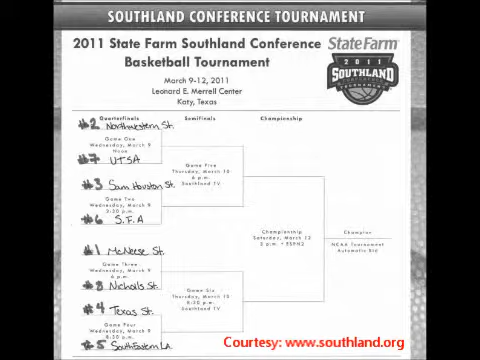 SOUTHLAND CONFERENCE TOURNAMENT
2011 State Farm Southland Conference
Basketball Tournament
State Farm
2011
SOUTHLAND
March 9-12, 2011
Leonard E. Merrell Center
Katy, Texas
Quarterfinals Semifinals Championship
#2 Northwestern St.
Game One
Wednesday, March 9
Noon
#7 UTSA
Game Five
Thursday, March 10
6 p.m.
Southland TV
#3 Sam Houston St.
Game Two
Wednesday, March 9
2:30 p.m.
#6 S.F.A
Championship
Saturday, March 12
3 p.m. • ESPN2
Champion
NCAA Tournament
Automatic Bid
#1 McNeese St.
Game Three
Wednesday, March 9
6 p.m.
#8 Nicholls St.
Game Six
Thursday, March 10
8:30 p.m.
Southland TV
#4 Texas St.
Game Four
Wednesday, March 9
8:30 p.m.
#5 Southeastern LA.
Courtesy: www.southland.org